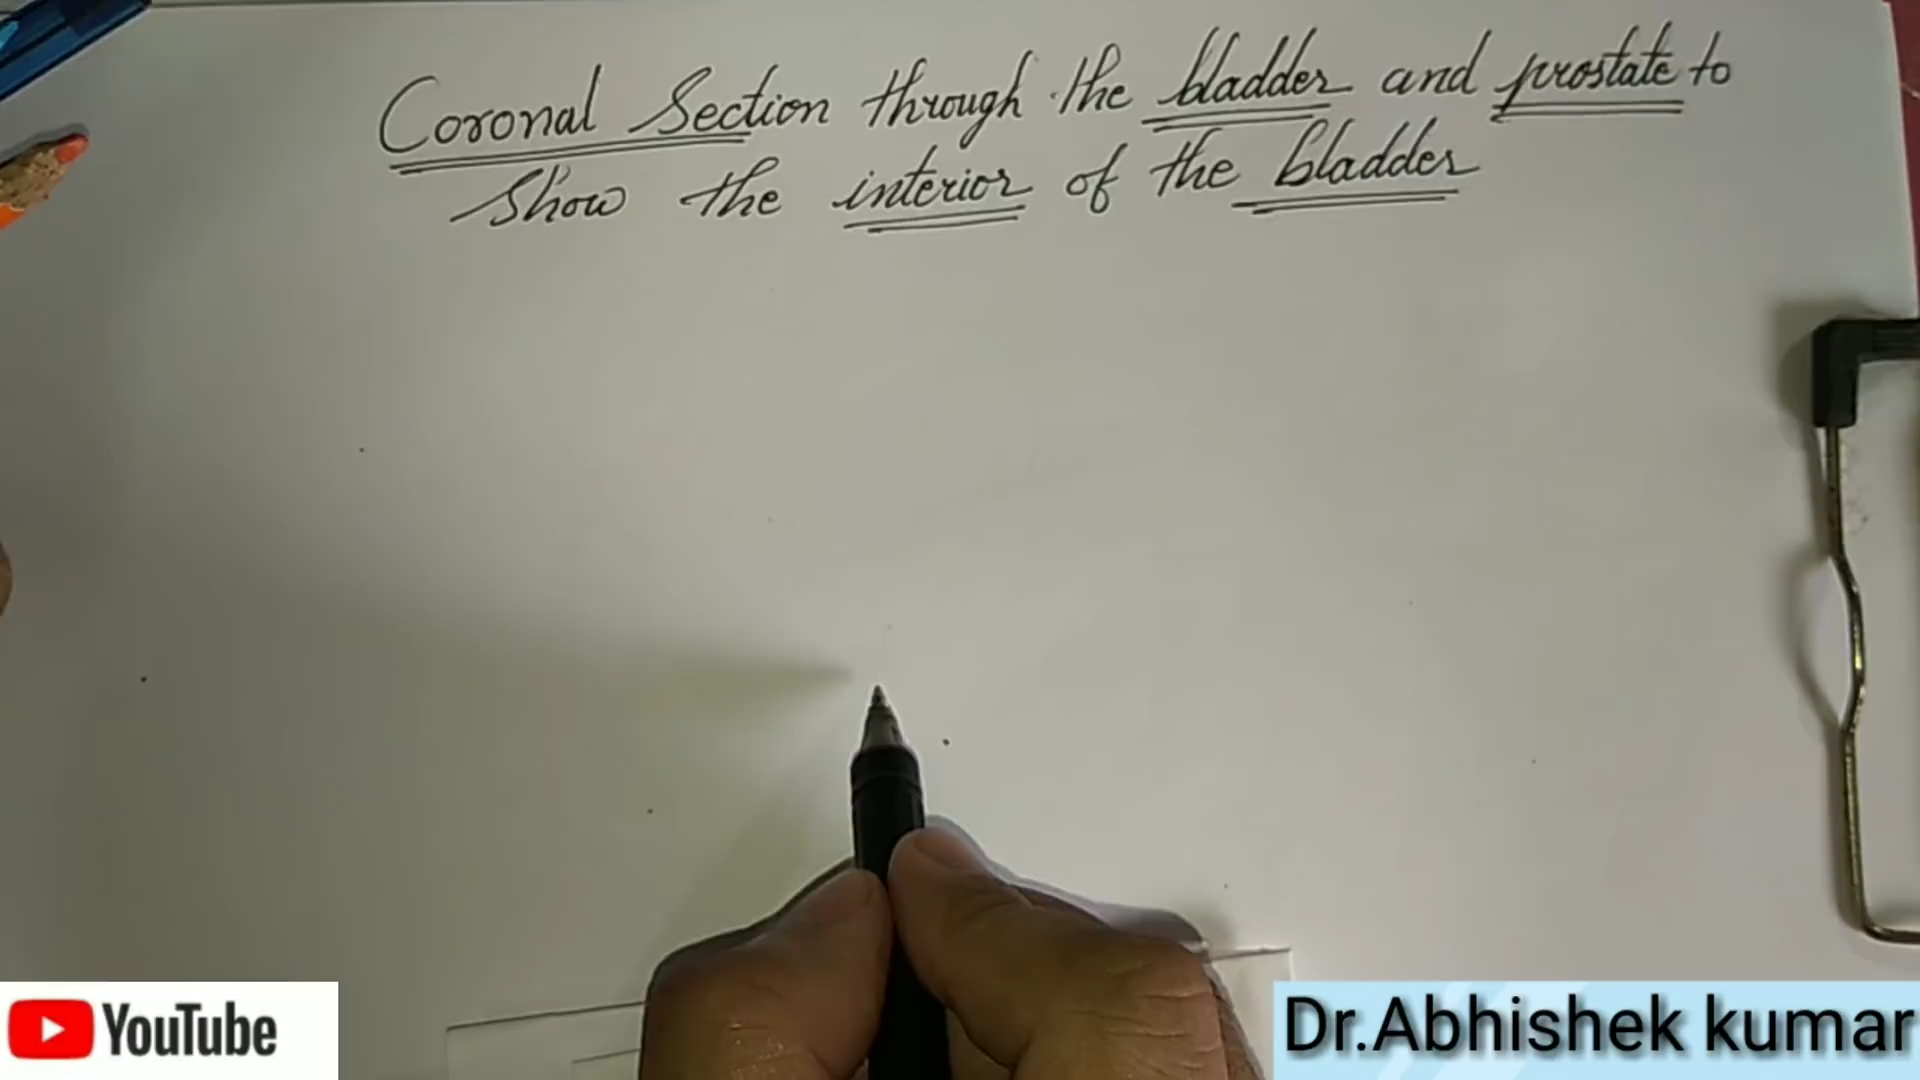 Coronal Section through the bladder and prostate to
Show the interior of the bladder
YouTube
Dr.Abhishek kumar